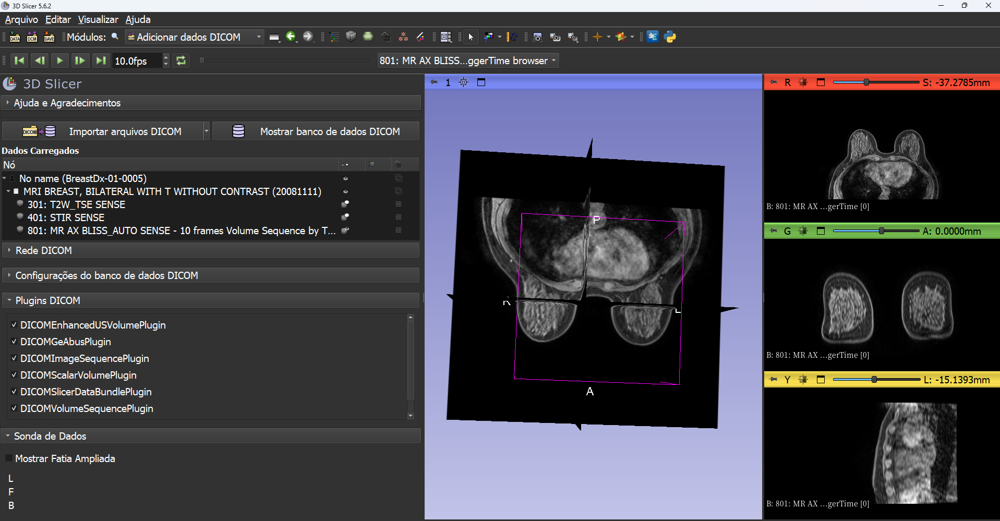 3D Slicer 5.6.2
Arquivo Editar Visualizar Ajuda
DATA DCM SAVE Módulos: Adicionar dados DICOM
10.0fps 801: MR AX BLISS...ggerTime browser
3D Slicer
Ajuda e Agradecimentos
DICOM Importar arquivos DICOM Mostrar banco de dados DICOM
Dados Carregados
Nó
No name (BreastDx-01-0005)
MRI BREAST, BILATERAL WITH T WITHOUT CONTRAST (20081111)
301: T2W_TSE SENSE
401: STIR SENSE
801: MR AX BLISS_AUTO SENSE - 10 frames Volume Sequence by T...
Rede DICOM
Configurações do banco de dados DICOM
Plugins DICOM
DICOMEnhancedUSVolumePlugin
DICOMGeAbusPlugin
DICOMImageSequencePlugin
DICOMScalarVolumePlugin
DICOMSlicerDataBundlePlugin
DICOMVolumeSequencePlugin
Sonda de Dados
Mostrar Fatia Ampliada
L
F
B
1
P
R
L
A
R S: -37.2785mm
B: 801: MR AX ...gerTime [0]
G A: 0.0000mm
B: 801: MR AX ...gerTime [0]
Y L: -15.1393mm
B: 801: MR AX ...gerTime [0]